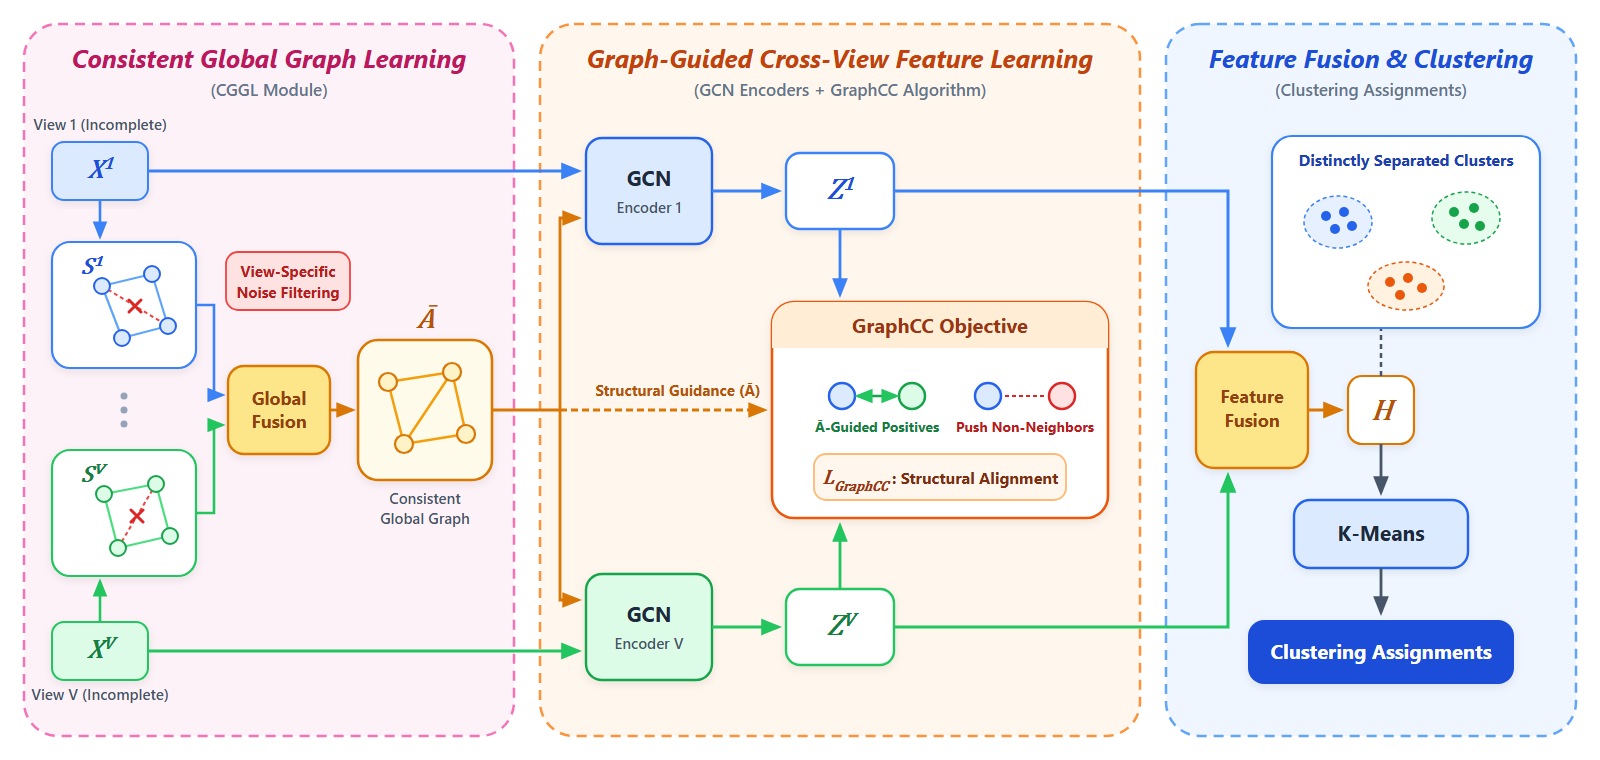 Consistent Global Graph Learning
(CGGL Module)
View 1 (Incomplete)
X¹
S¹
View-Specific
Noise Filtering
Global
Fusion
Ā
Consistent
Global Graph
Sⱽ
Xⱽ
View V (Incomplete)
Graph-Guided Cross-View Feature Learning
(GCN Encoders + GraphCC Algorithm)
GCN
Encoder 1
Z¹
Structural Guidance (Ā)
GraphCC Objective
Ā-Guided Positives
Push Non-Neighbors
L_GraphCC: Structural Alignment
GCN
Encoder V
Zⱽ
Feature Fusion & Clustering
(Clustering Assignments)
Distinctly Separated Clusters
Feature
Fusion
H
K-Means
Clustering Assignments